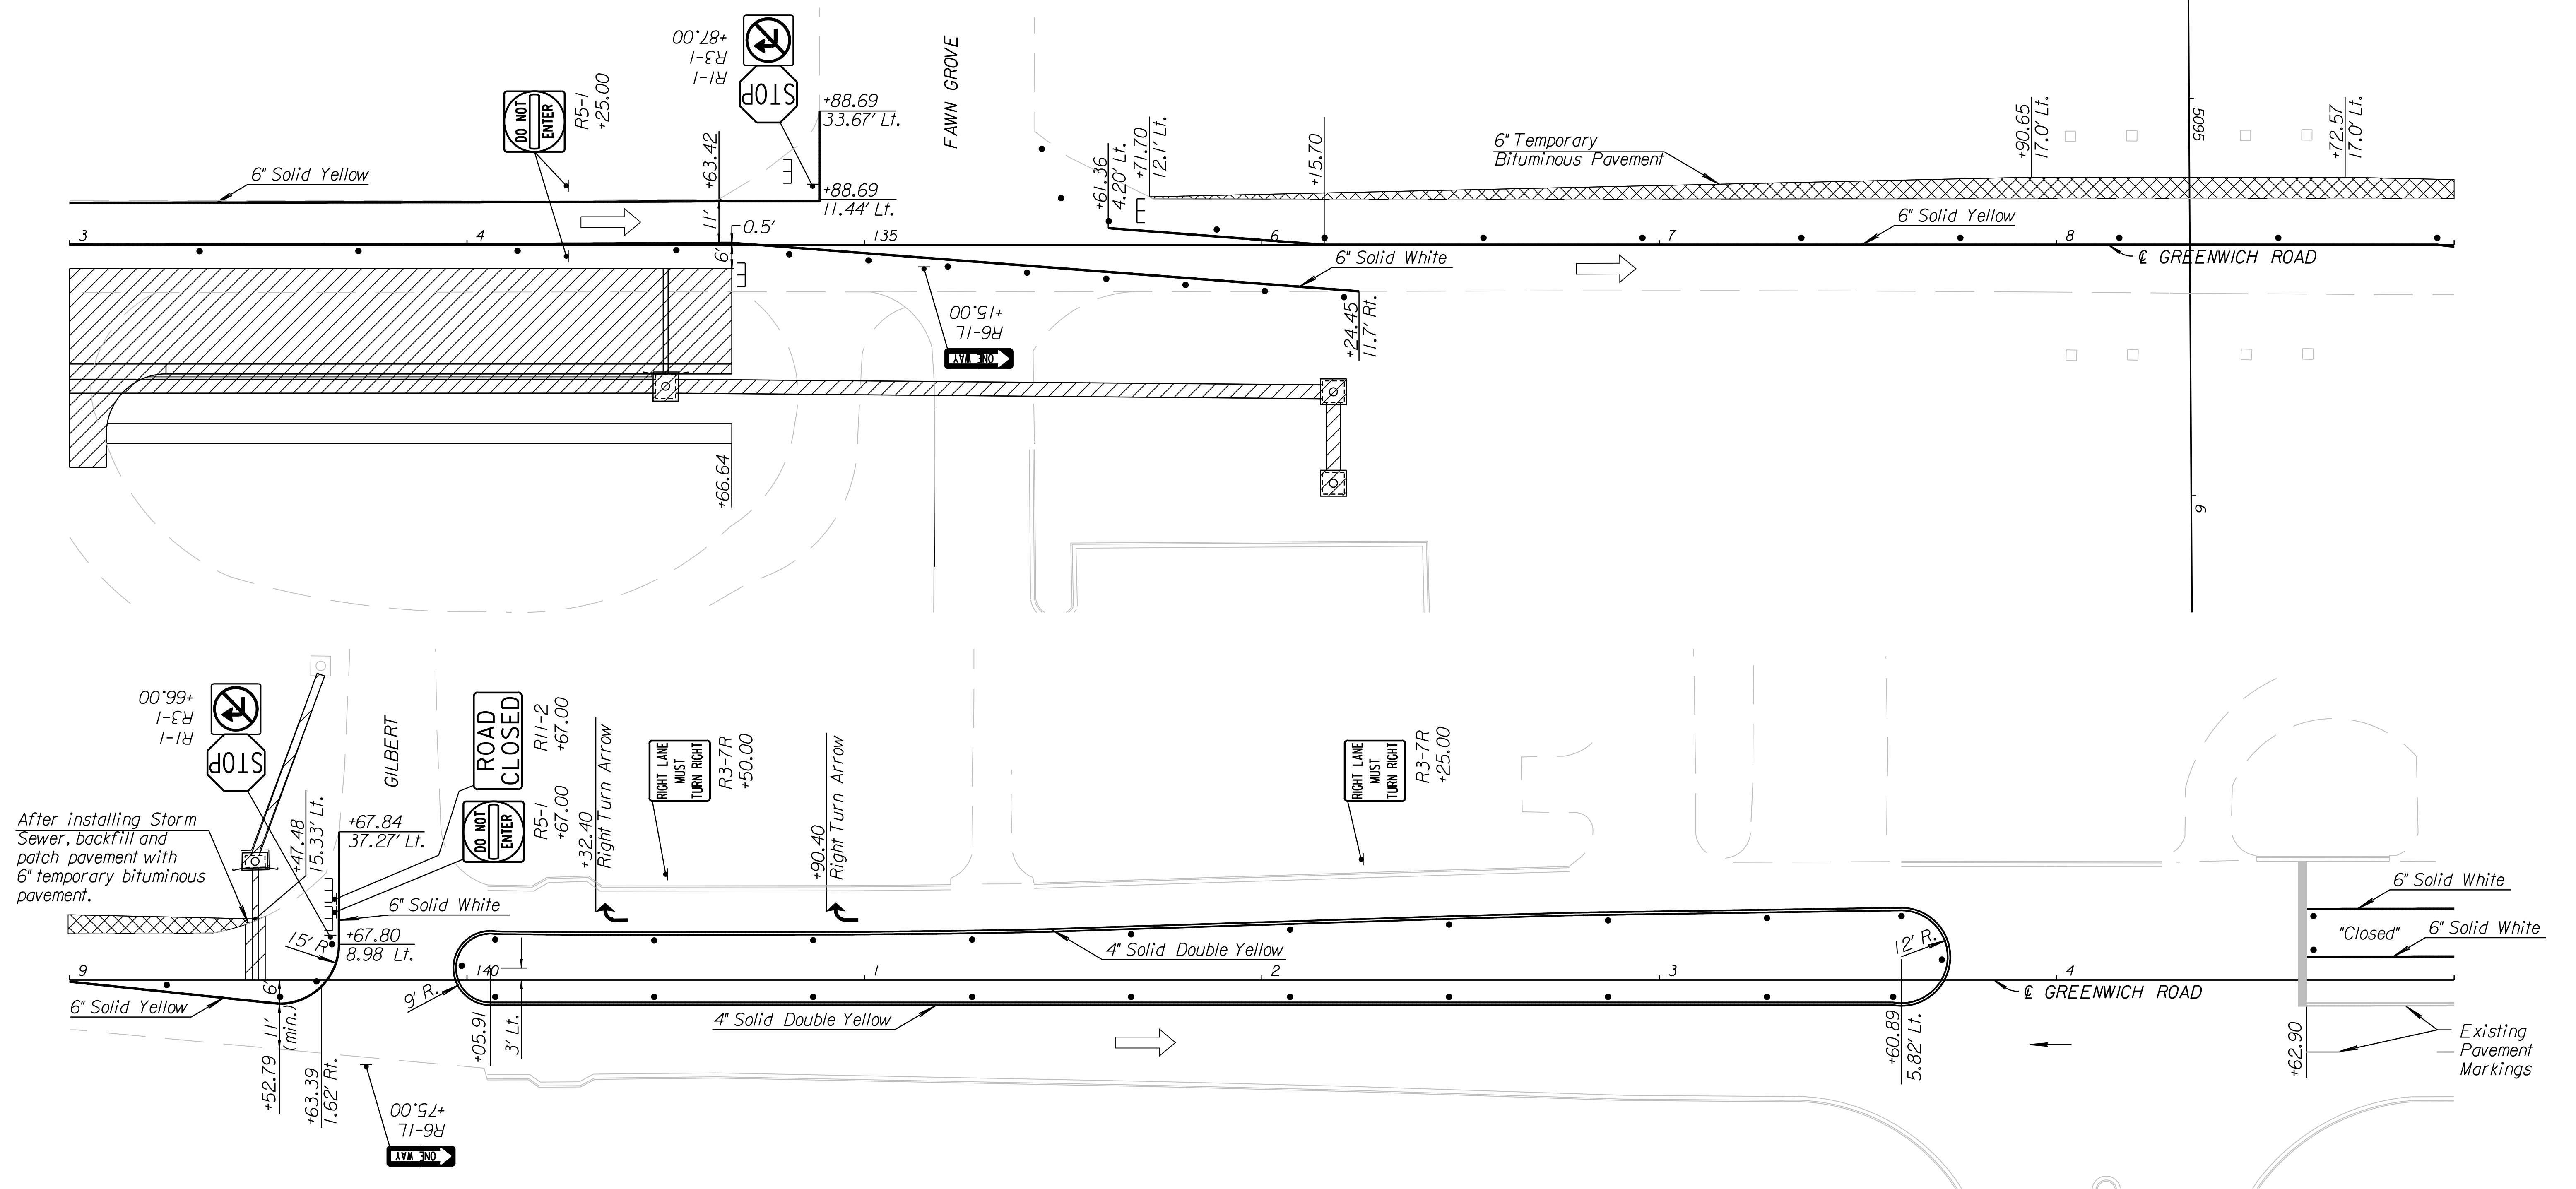 +87.00
R3-1
R1-1
STOP
DO NOT
ENTER
R5-1
+25.00
+88.69
33.67' Lt.
FAWN GROVE
6" Solid Yellow
+63.42
11'
+88.69
11.44' Lt.
0.5'
6'
+61.36
4.20' Lt.
+71.70
12.1' Lt.
+15.70
6" Temporary
Bituminous Pavement
+90.65
17.0' Lt.
5095
+72.57
17.0' Lt.
3
4
135
6
7
8
6" Solid Yellow
℄ GREENWICH ROAD
6" Solid White
+15.00
R6-1L
ONE WAY
+24.45
11.7' Rt.
+66.64
6
+66.00
R3-1
R1-1
STOP
GILBERT
ROAD
CLOSED
R11-2
+67.00
DO NOT
ENTER
R5-1
+67.00
+32.40
Right Turn Arrow
RIGHT LANE
MUST
TURN RIGHT
R3-7R
+50.00
+90.40
Right Turn Arrow
RIGHT LANE
MUST
TURN RIGHT
R3-7R
+25.00
After installing Storm
Sewer, backfill and
patch pavement with
6" temporary bituminous
pavement.
+47.48
15.33' Lt.
+67.84
37.27' Lt.
6" Solid White
15' R.
+67.80
8.98 Lt.
9
140
1
2
3
4
6" Solid Yellow
6'
11'
(min.)
+52.79
+63.39
1.62' Rt.
9' R.
+05.91
3' Lt.
4" Solid Double Yellow
4" Solid Double Yellow
12' R.
+60.89
5.82' Lt.
℄ GREENWICH ROAD
6" Solid White
"Closed"
6" Solid White
+62.90
Existing
Pavement
Markings
+75.00
R6-1L
ONE WAY